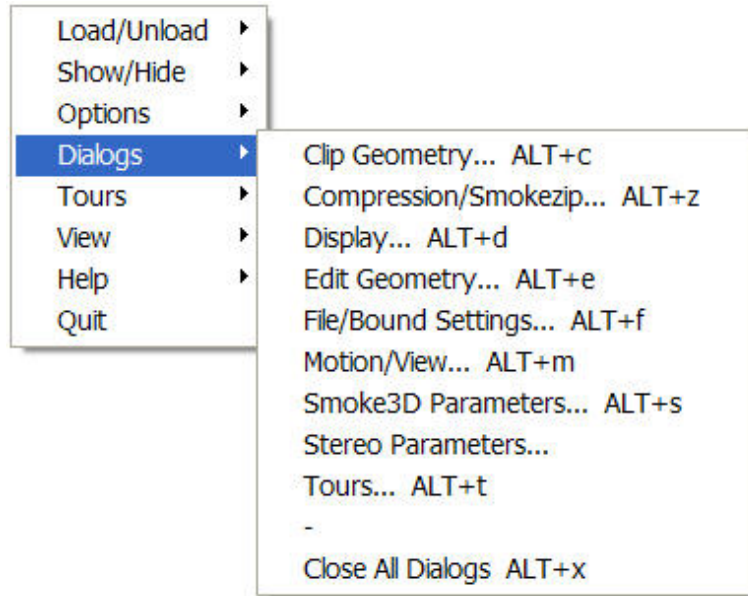 Load/Unload
Show/Hide
Options
Dialogs
Tours
View
Help
Quit
Clip Geometry... ALT+c
Compression/Smokezip... ALT+z
Display... ALT+d
Edit Geometry... ALT+e
File/Bound Settings... ALT+f
Motion/View... ALT+m
Smoke3D Parameters... ALT+s
Stereo Parameters...
Tours... ALT+t
-
Close All Dialogs ALT+x